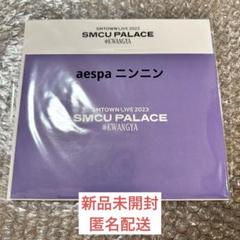 SMTOWN LIVE 2023
SMCU PALACE
@KWANGYA
aespa ニンニン
SMTOWN LIVE 2023
SMCU PALACE
@KWANGYA
新品未開封
匿名配送